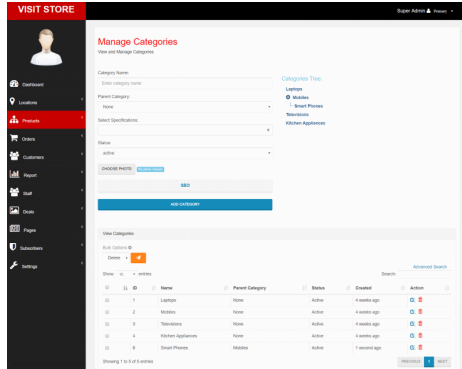 VISIT STORE
Super Admin Primary
Manage Categories
View and Manage Categories
Dashboard
Locations
Products
Orders
Customers
Report
Staff
Deals
Pages
Subscribers
Settings
Category Name:
Enter category name
Parent Category:
None
Select Specifications:
Status:
active
CHOOSE PHOTO
SEO
ADD CATEGORY
Categories Tree:
Laptops
Mobiles
Smart Phones
Televisions
Kitchen Appliances
View Categories
Bulk Options
Delete
Advanced Search
Show 10 entries
Search:
ID Name Parent Category Status Created Action
1 Laptops None Active 4 weeks ago
2 Mobiles None Active 4 weeks ago
3 Televisions None Active 4 weeks ago
4 Kitchen Appliances None Active 4 weeks ago
6 Smart Phones Mobiles Active 1 second ago
Showing 1 to 5 of 5 entries
PREVIOUS 1 NEXT